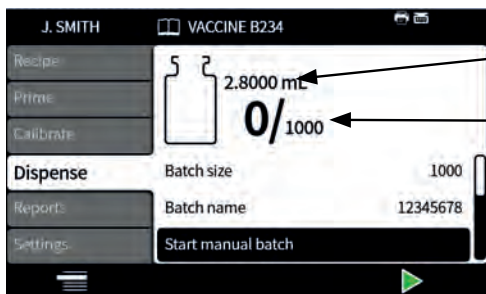 J. SMITH VACCINE B234
Recipe
Prime
Calibrate
Dispense
Reports
Settings
2.8000 mL
0/1000
Batch size 1000
Batch name 12345678
Start manual batch